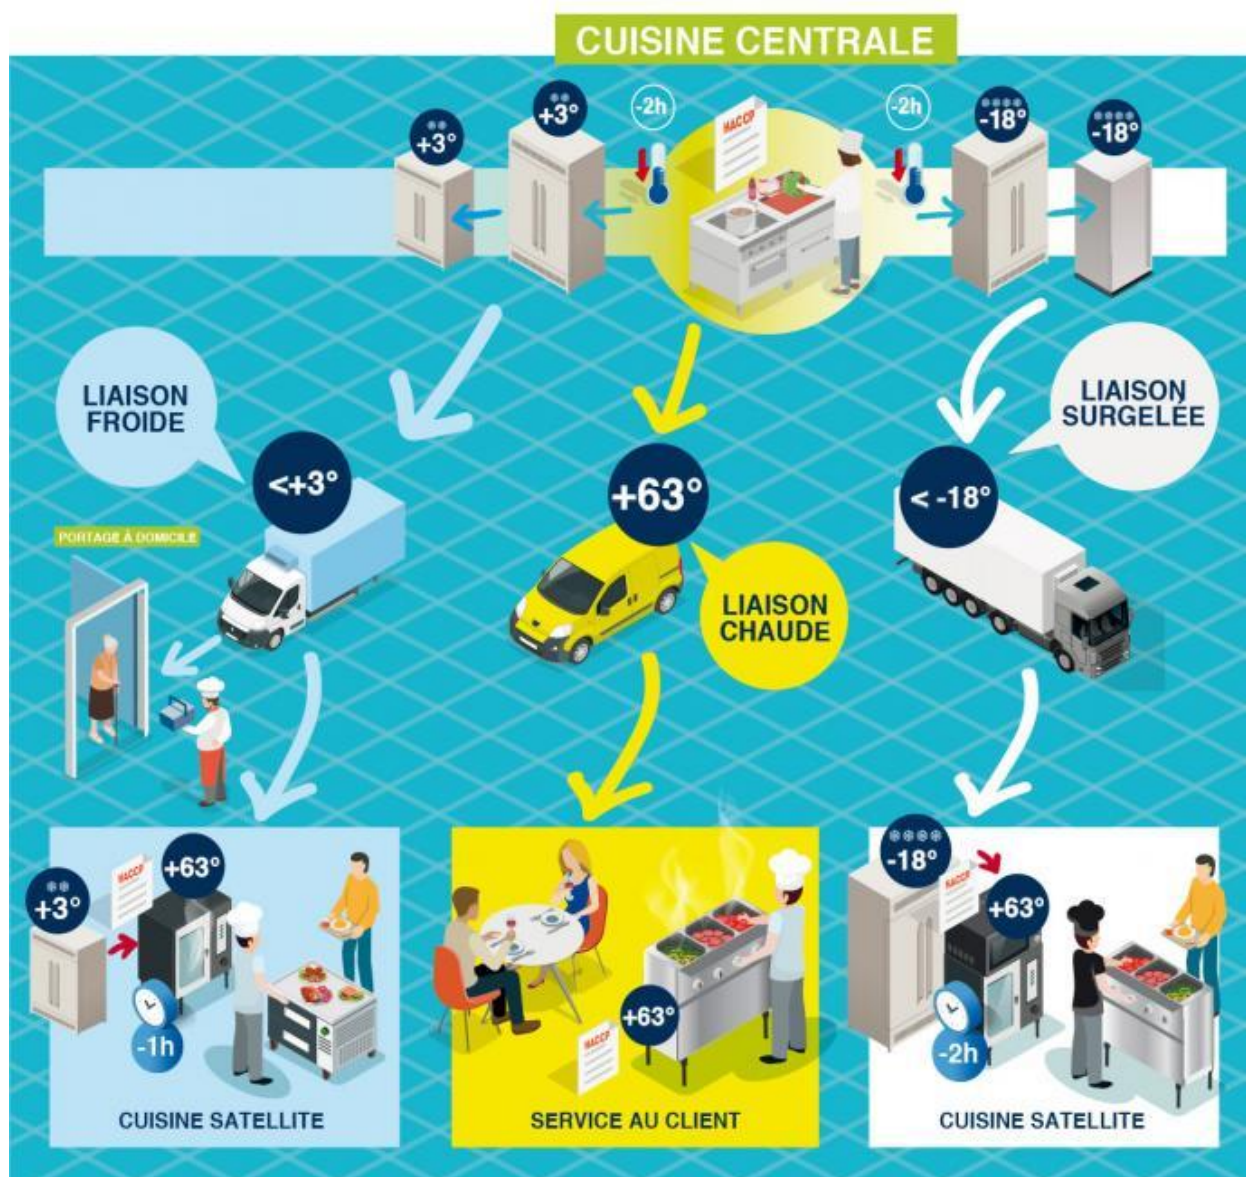 CUISINE CENTRALE
+3°
+3°
-2h
HACCP
-2h
-18°
-18°
LIAISON
FROIDE
<+3°
+63°
LIAISON
CHAUDE
< -18°
LIAISON
SURGELÉE
PORTAGE À DOMICILE
+3°
HACCP
+63°
-1h
CUISINE SATELLITE
HACCP
+63°
SERVICE AU CLIENT
-18°
HACCP
+63°
-2h
CUISINE SATELLITE